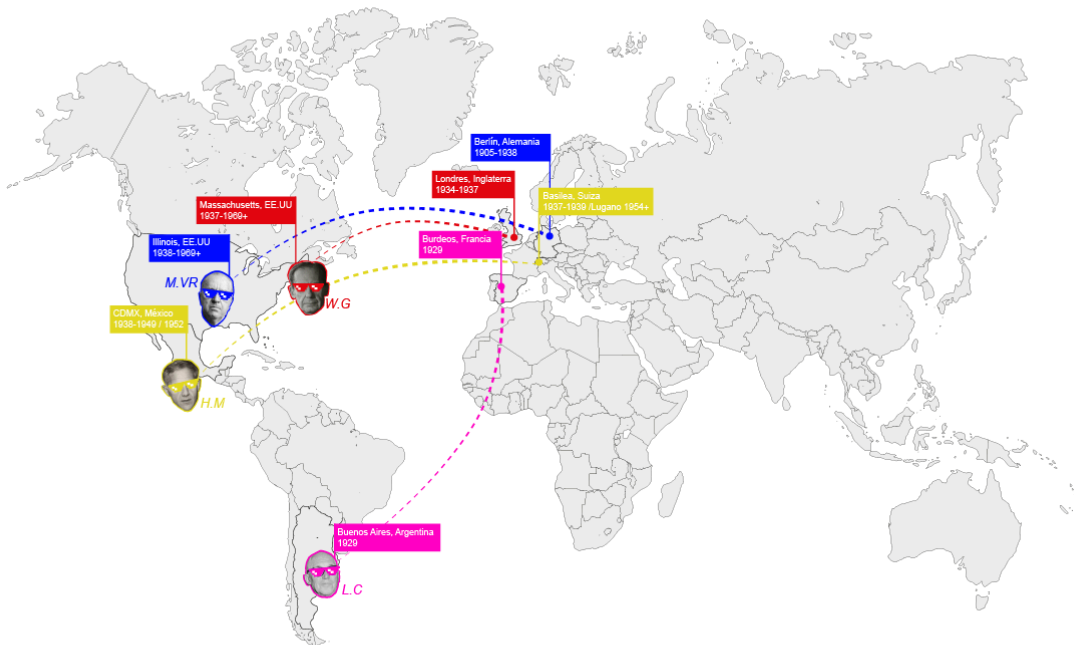 Berlín, Alemania
1905-1938
Londres, Inglaterra
1934-1937
Basilea, Suiza
1937-1939 /Lugano 1954+
Massachusetts, EE.UU
1937-1969+
Burdeos, Francia
1929
Illinois, EE.UU
1938-1969+
M.VR
W.G
CDMX, México
1938-1949 / 1952
H.M
Buenos Aires, Argentina
1929
L.C